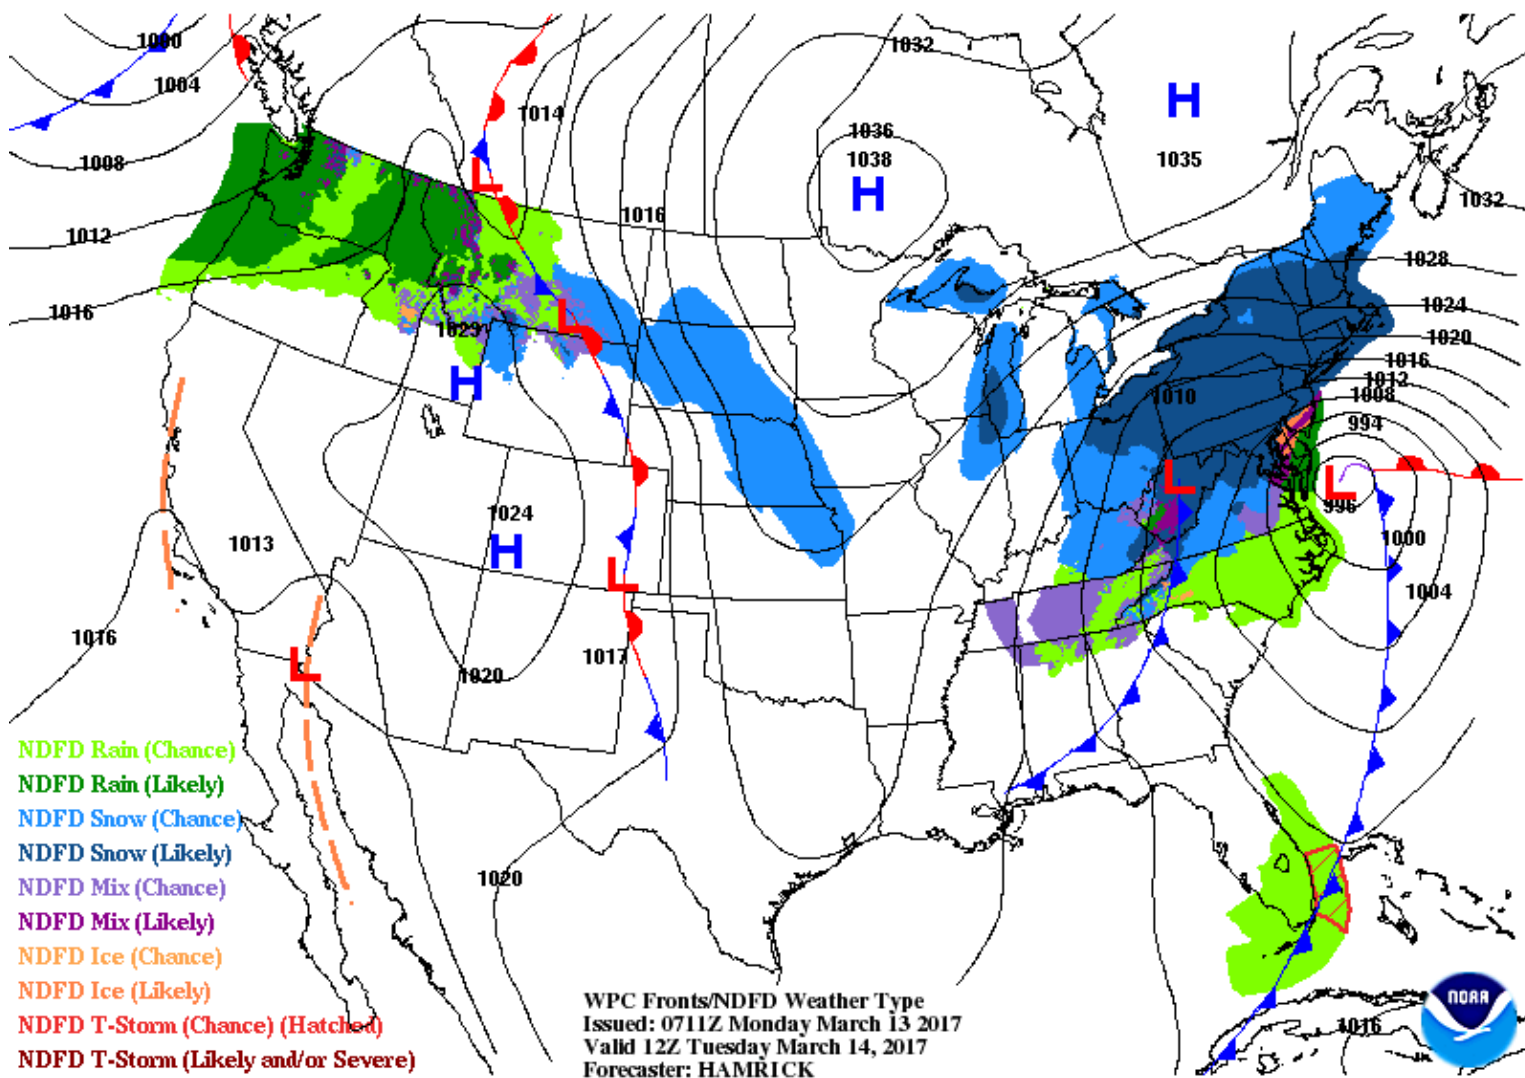 1000
1004
1008
1012
1016
1014
1016
1032
1036
1038
H
H
1035
1032
1028
1024
1020
1016
1012
1008
994
L
996
1000
1004
L
L
1029
H
1024
H
1013
1010
L
L
1016
L
1017
1020
1020
NDFD Rain (Chance)
NDFD Rain (Likely)
NDFD Snow (Chance)
NDFD Snow (Likely)
NDFD Mix (Chance)
NDFD Mix (Likely)
NDFD Ice (Chance)
NDFD Ice (Likely)
NDFD T-Storm (Chance) (Hatched)
NDFD T-Storm (Likely and/or Severe)
WPC Fronts/NDFD Weather Type
Issued: 0711Z Monday March 13 2017
Valid 12Z Tuesday March 14, 2017
Forecaster: HAMRICK
1016
NOAA